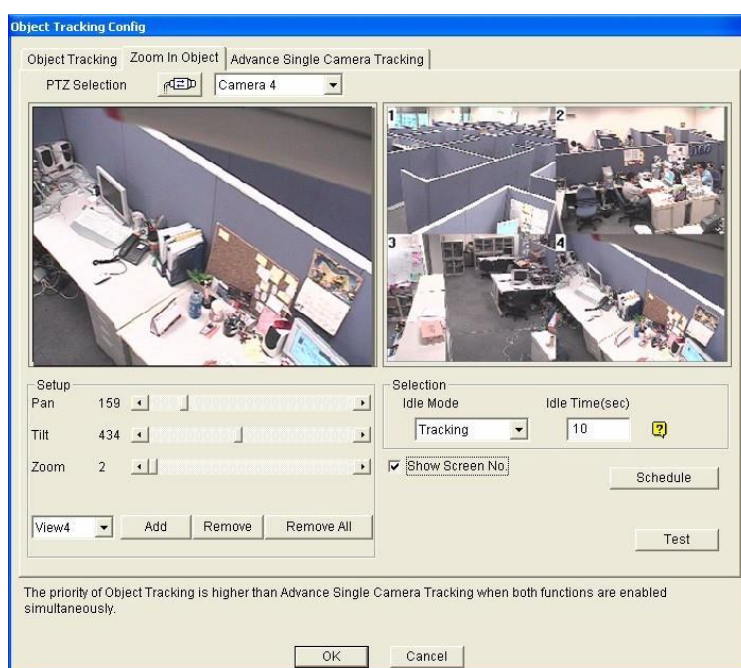 Object Tracking Config
Object Tracking Zoom In Object Advance Single Camera Tracking
PTZ Selection Camera 4
1 2
3 4
Setup
Pan 159
Tilt 434
Zoom 2
View4 Add Remove Remove All
Selection
Idle Mode Idle Time(sec)
Tracking 10 ?
Show Screen No.
Schedule
Test
The priority of Object Tracking is higher than Advance Single Camera Tracking when both functions are enabled
simultaneously.
OK Cancel